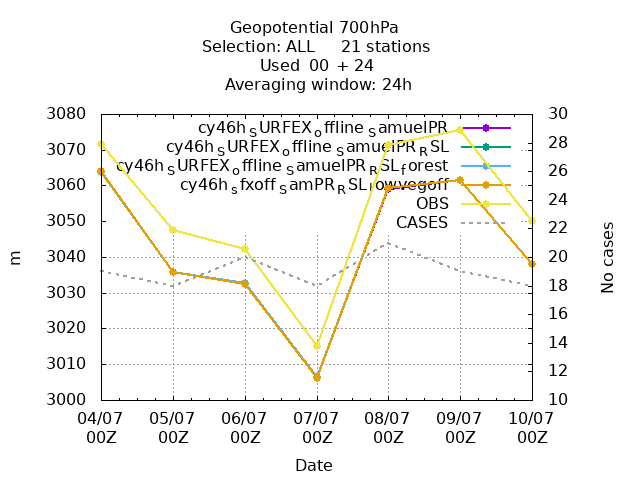 Geopotential 700hPa
Selection: ALL 21 stations
Used 00 + 24
Averaging window: 24h
3080
3070
3060
3050
3040
3030
3020
3010
3000
m
30
28
26
24
22
20
18
16
14
12
10
No cases
cy46h_SURFEX_offline_SamuelPR
cy46h_SURFEX_offline_SamuelPR_RSL
cy46h_SURFEX_offline_SamuelPR_RSL_forest
cy46h_sfxoff_SamPR_RSL_lowvegoff
OBS
CASES
04/07 05/07 06/07 07/07 08/07 09/07 10/07
00Z 00Z 00Z 00Z 00Z 00Z 00Z
Date